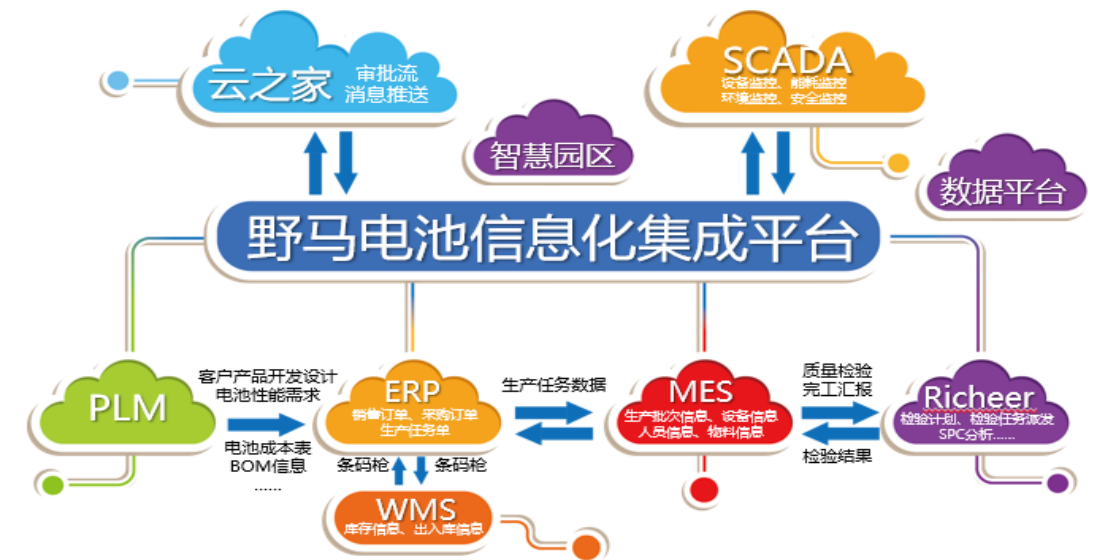 云之家
审批流
消息推送
SCADA
设备监控、能耗监控
环境监控、安全监控
智慧园区
数据平台
野马电池信息化集成平台
PLM
客户产品开发设计
电池性能需求
电池成本表
BOM信息
......
ERP
销售订单、采购订单
生产任务单
生产任务数据
MES
生产批次信息、设备信息
人员信息、物料信息
质量检验
完工汇报
检验结果
Richeer
检验计划、检验任务派发
SPC分析......
条码枪
条码枪
WMS
库存信息、出入库信息